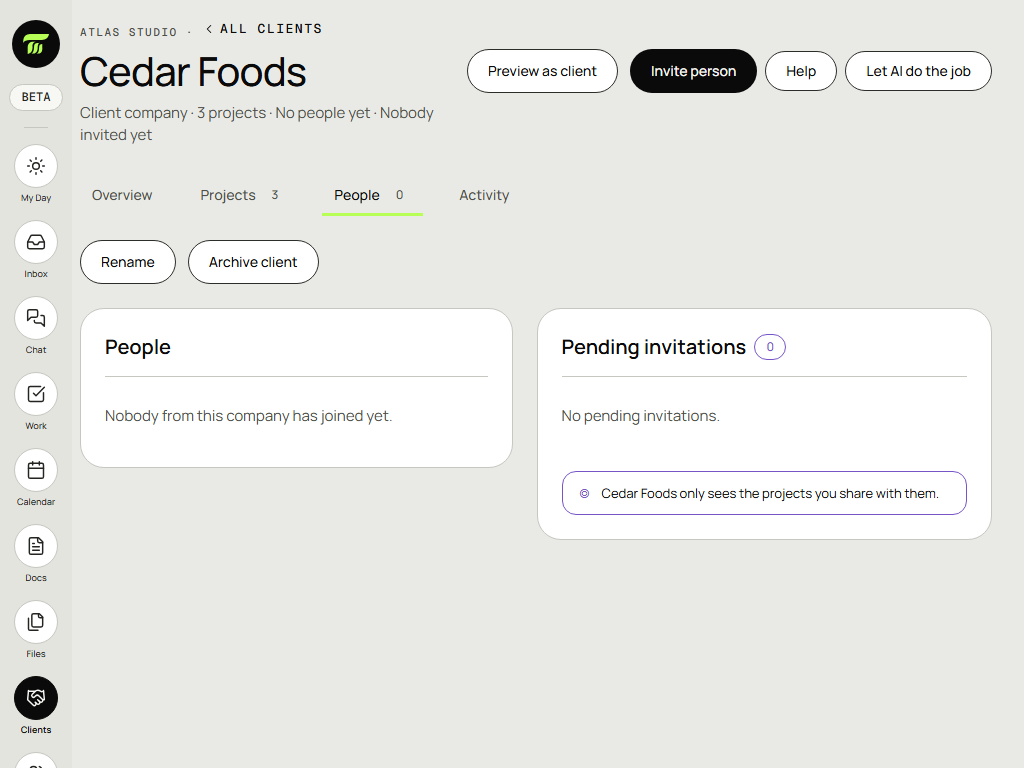 ATLAS STUDIO · ALL CLIENTS
Cedar Foods
Client company · 3 projects · No people yet · Nobody
invited yet
Preview as client
Invite person
Help
Let AI do the job
BETA
My Day
Inbox
Chat
Work
Calendar
Docs
Files
Clients
Overview
Projects 3
People 0
Activity
Rename
Archive client
People
Nobody from this company has joined yet.
Pending invitations 0
No pending invitations.
Cedar Foods only sees the projects you share with them.